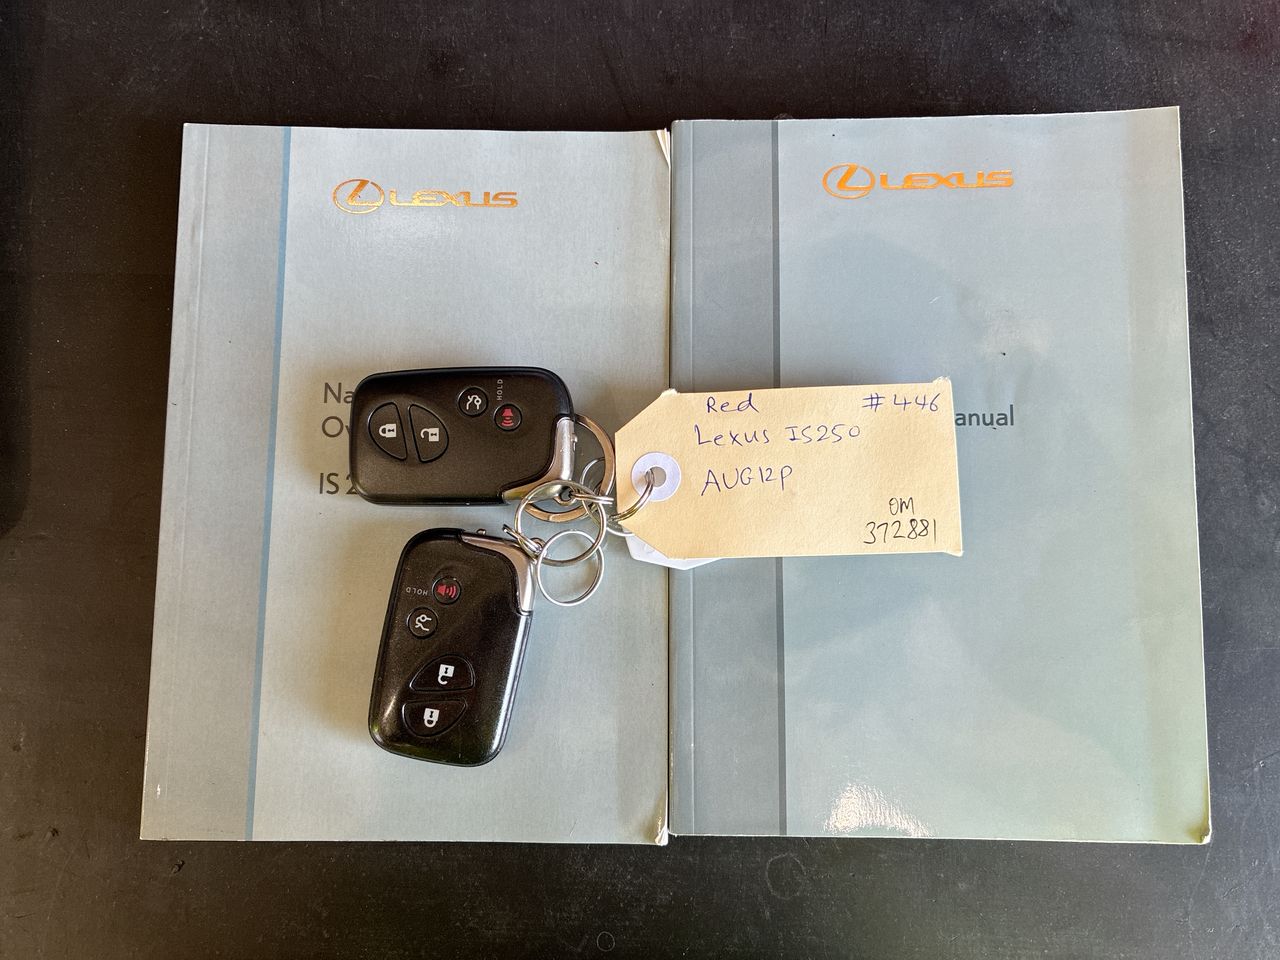 LEXUS
LEXUS
Na
Ov
IS 2
anual
HOLD
HOLD
Red #446
Lexus IS250
AUG12P
OM
372881